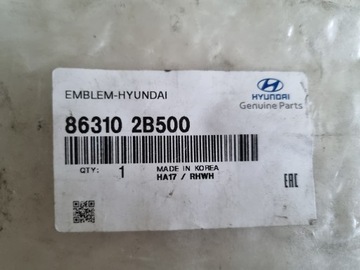 EMBLEM-HYUNDAI
HYUNDAI
Genuine Parts
86310 2B500
QTY: 1
MADE IN KOREA
HA17 / RHWH
EAC